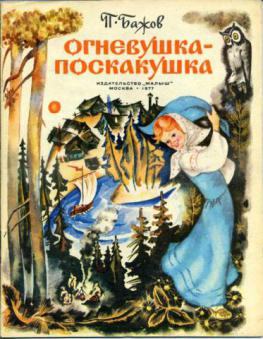 П. Бажов
ОГНЕВУШКА-
ПОСКАКУШКА
ИЗДАТЕЛЬСТВО „МАЛЫШ"
МОСКВА • 1977